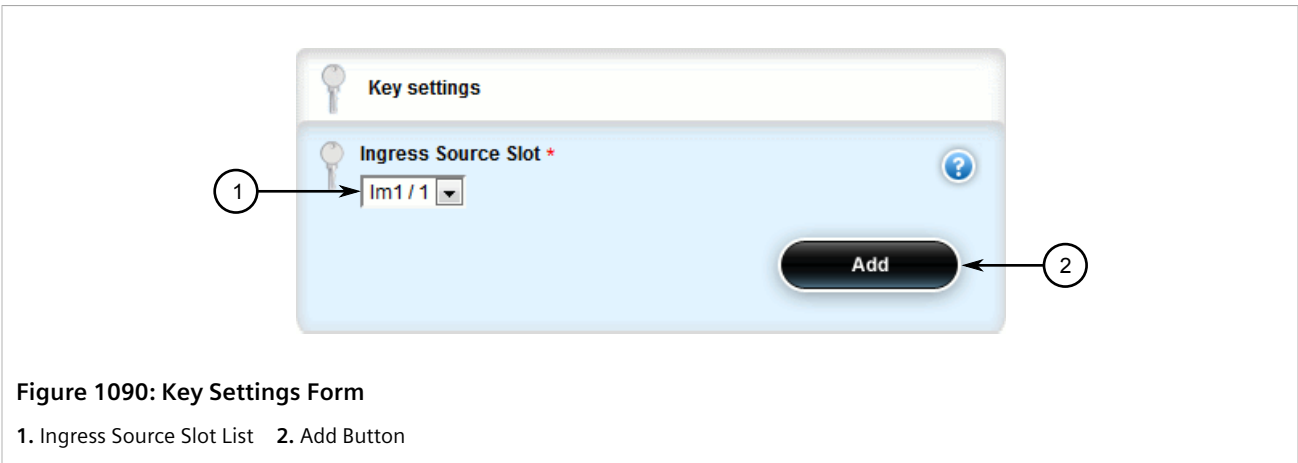 Key settings
Ingress Source Slot *
1
lm1 / 1
?
Add
2
Figure 1090: Key Settings Form
1. Ingress Source Slot List 2. Add Button